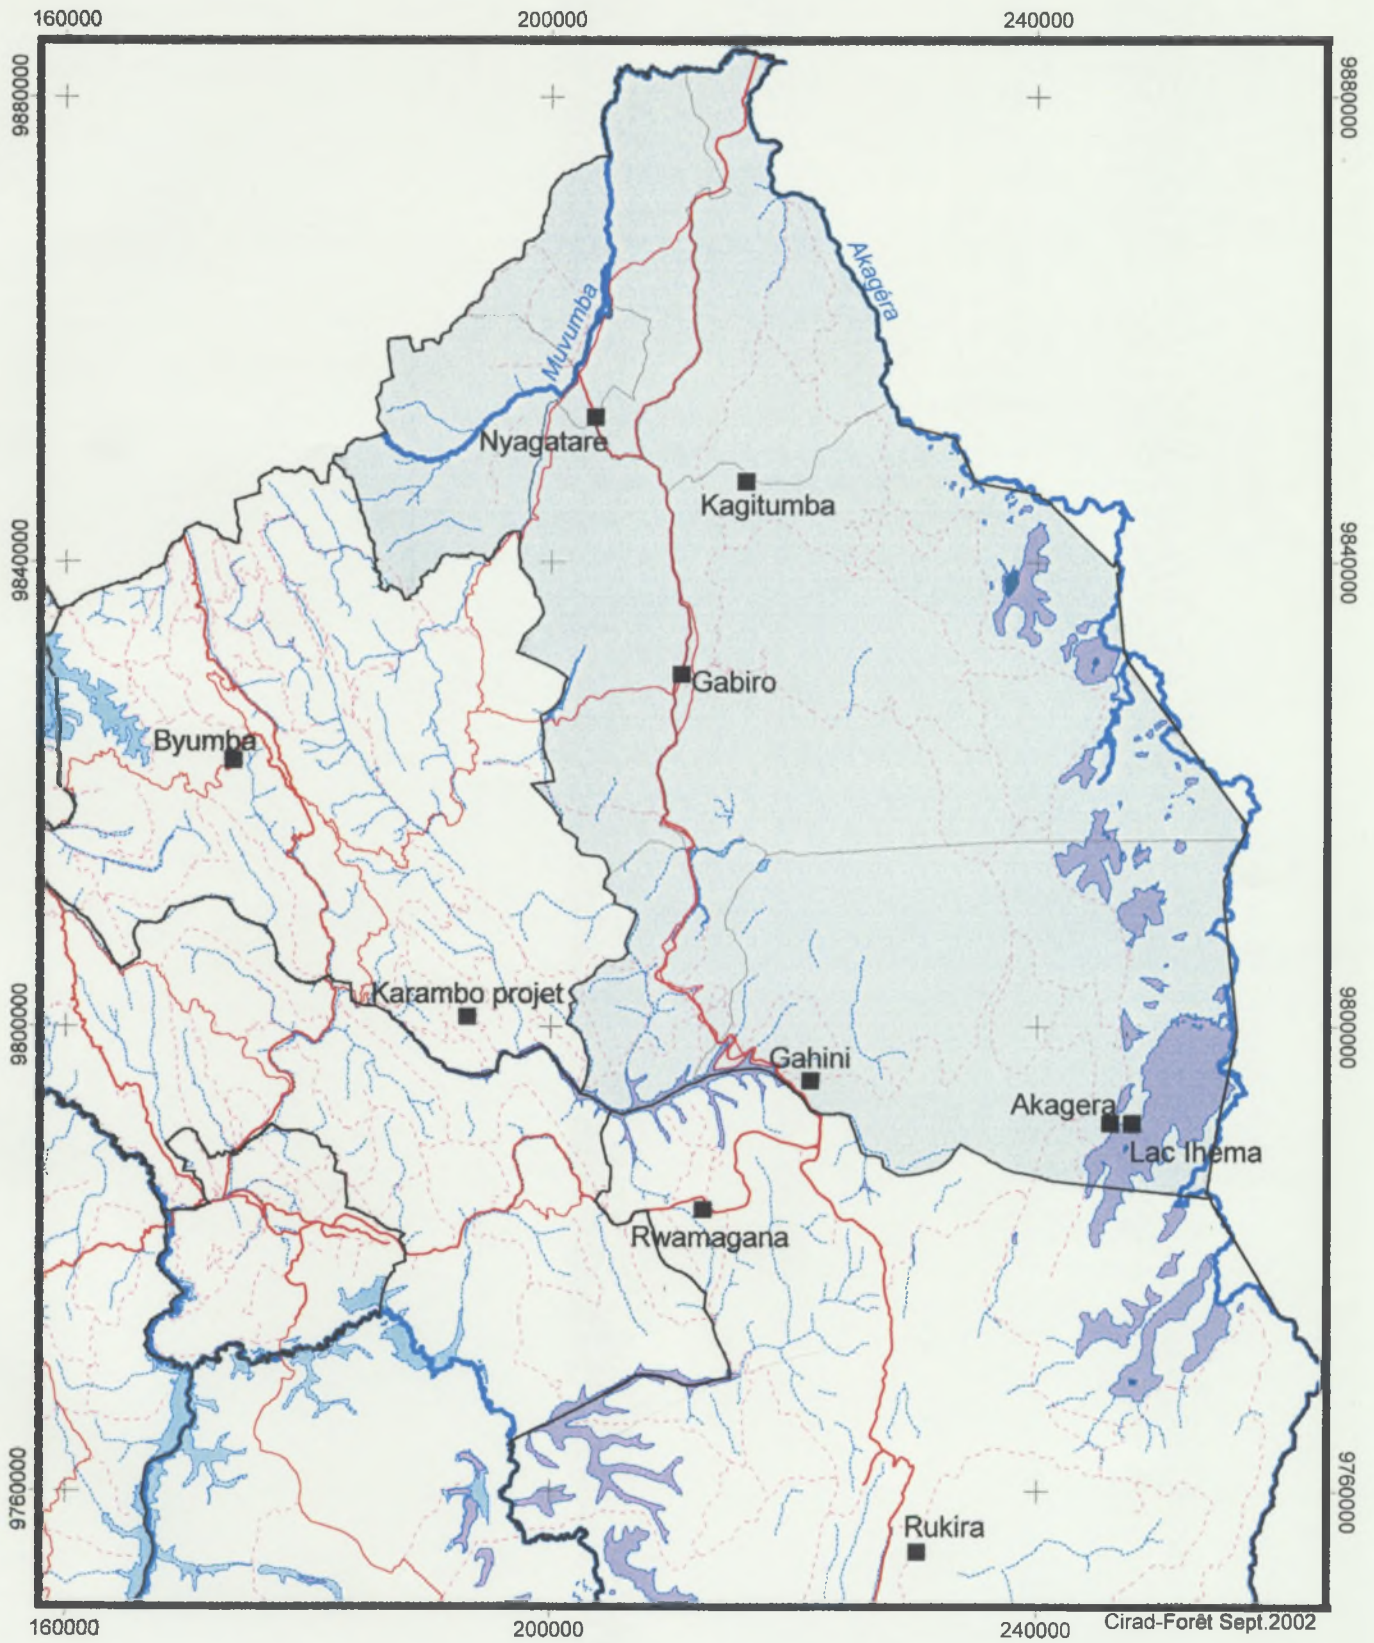 160000
200000
240000
9880000
9880000
Akagéra
Muvumba
Nyagatare
Kagitumba
9840000
9840000
Gabiro
Byumba
Karambo projet
9800000
9800000
Gahini
Akagera
Lac Ihema
Rwamagana
9760000
9760000
Rukira
160000
200000
240000
Cirad-Forêt Sept.2002